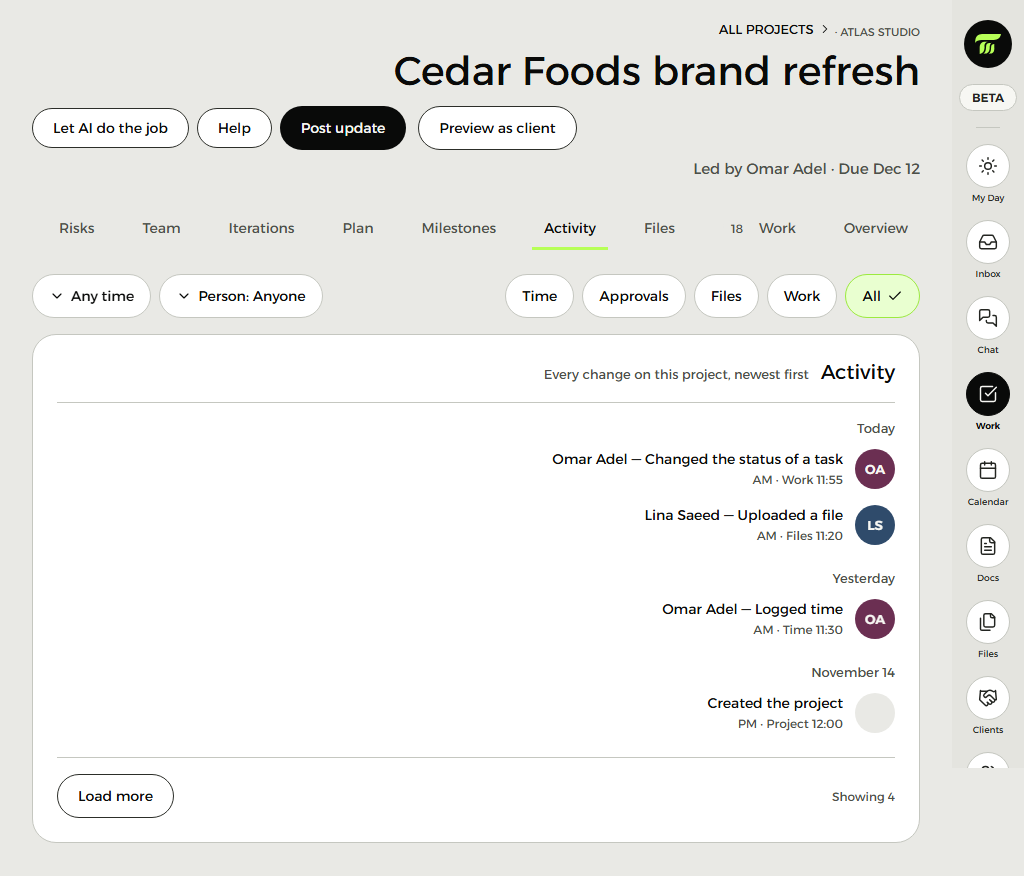 ALL PROJECTS · ATLAS STUDIO
Cedar Foods brand refresh
Let AI do the job
Help
Post update
Preview as client
Led by Omar Adel · Due Dec 12
Risks
Team
Iterations
Plan
Milestones
Activity
Files
18 Work
Overview
Any time
Person: Anyone
Time
Approvals
Files
Work
All
Every change on this project, newest first
Activity
Today
Omar Adel — Changed the status of a task
AM · Work 11:55
OA
Lina Saeed — Uploaded a file
AM · Files 11:20
LS
Yesterday
Omar Adel — Logged time
AM · Time 11:30
OA
November 14
Created the project
PM · Project 12:00
Load more
Showing 4
BETA
My Day
Inbox
Chat
Work
Calendar
Docs
Files
Clients